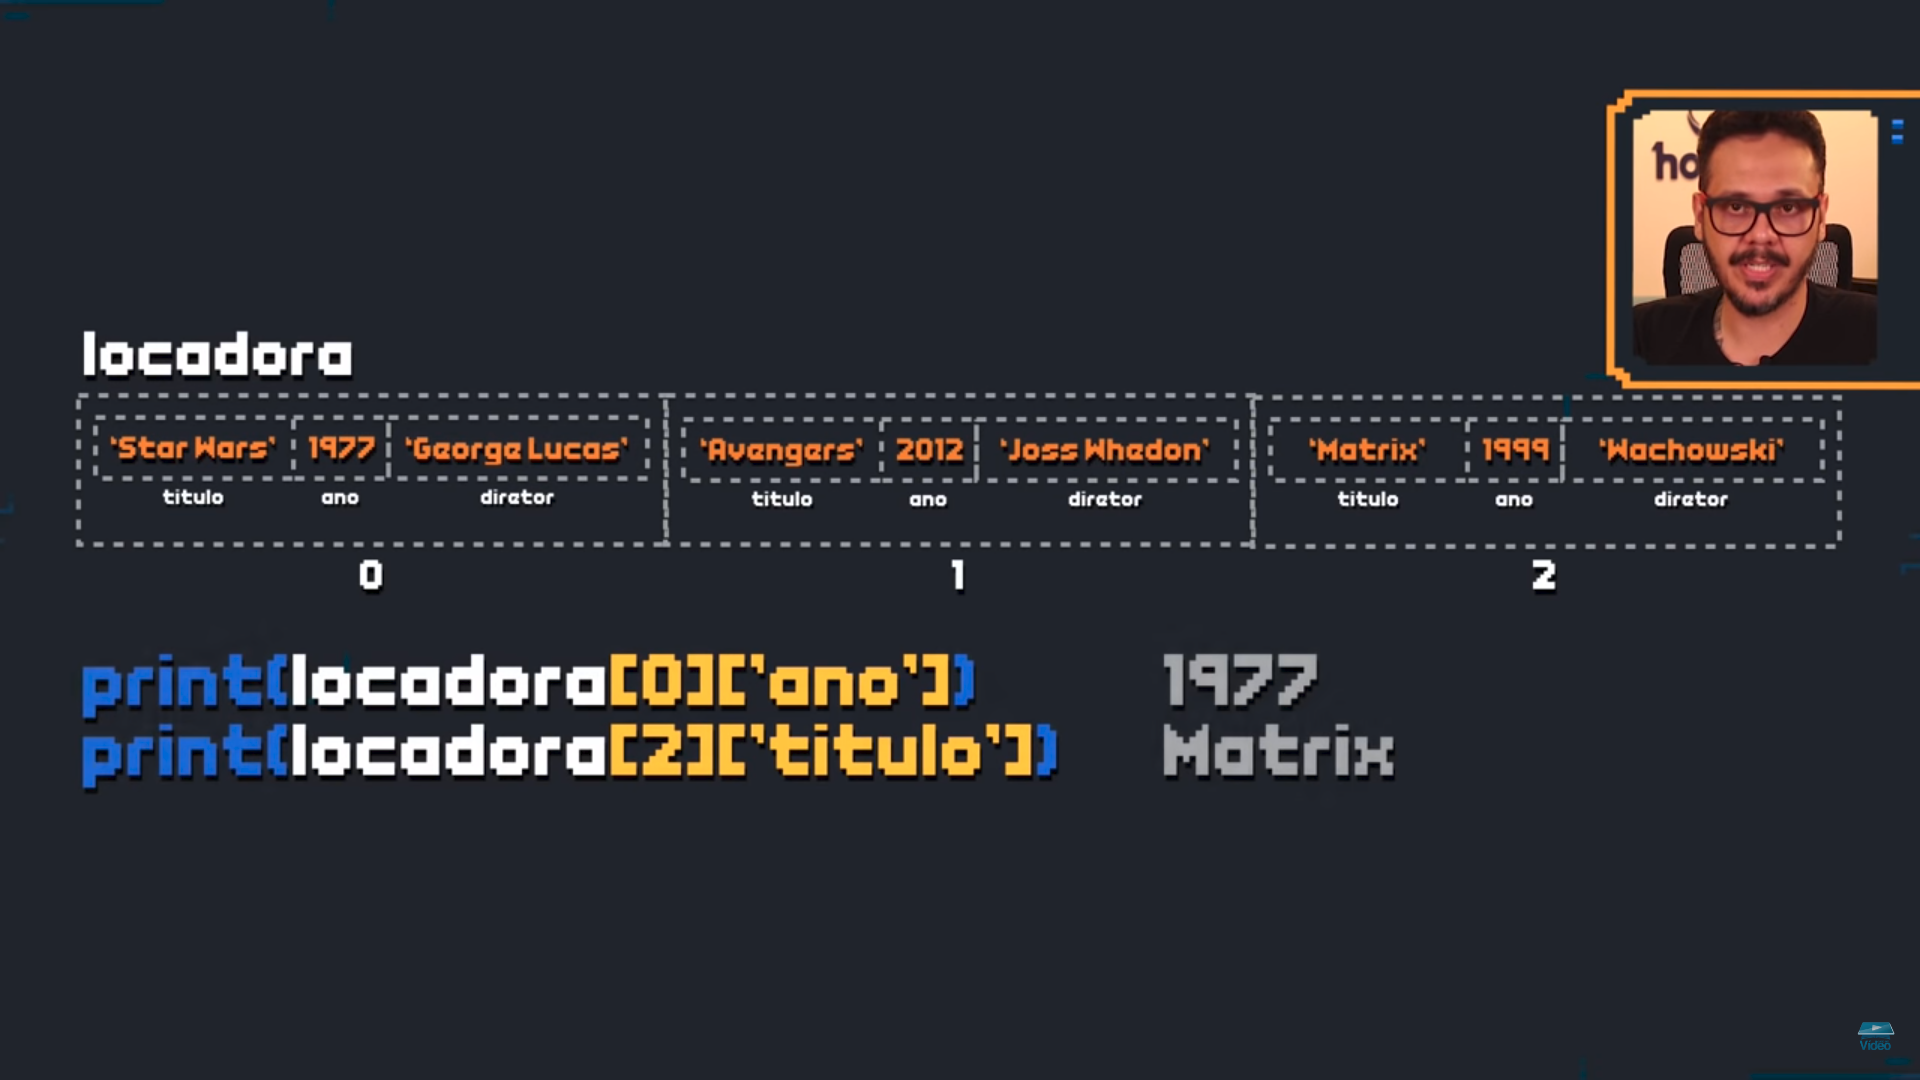 ho
locadora
'Star Wars' 1977 'George Lucas' 'Avengers' 2012 'Joss Whedon' 'Matrix' 1999 'Wachowski'
titulo ano diretor titulo ano diretor titulo ano diretor
0 1 2
print(locadora[0]['ano']) 1977
print(locadora[2]['titulo']) Matrix
Vídeo